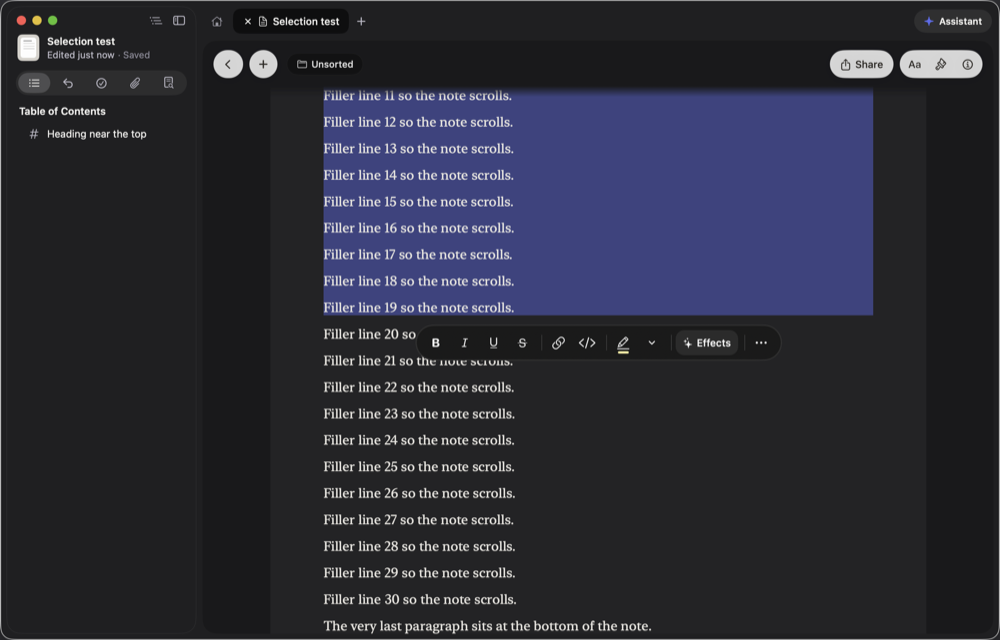 Selection test
Edited just now · Saved
Table of Contents
# Heading near the top
Selection test
Assistant
Unsorted
Share
Aa
Filler line 11 so the note scrolls.
Filler line 12 so the note scrolls.
Filler line 13 so the note scrolls.
Filler line 14 so the note scrolls.
Filler line 15 so the note scrolls.
Filler line 16 so the note scrolls.
Filler line 17 so the note scrolls.
Filler line 18 so the note scrolls.
Filler line 19 so the note scrolls.
Filler line 20 so
B I U S </> Effects
Filler line 21 so the note scrolls.
Filler line 22 so the note scrolls.
Filler line 23 so the note scrolls.
Filler line 24 so the note scrolls.
Filler line 25 so the note scrolls.
Filler line 26 so the note scrolls.
Filler line 27 so the note scrolls.
Filler line 28 so the note scrolls.
Filler line 29 so the note scrolls.
Filler line 30 so the note scrolls.
The very last paragraph sits at the bottom of the note.